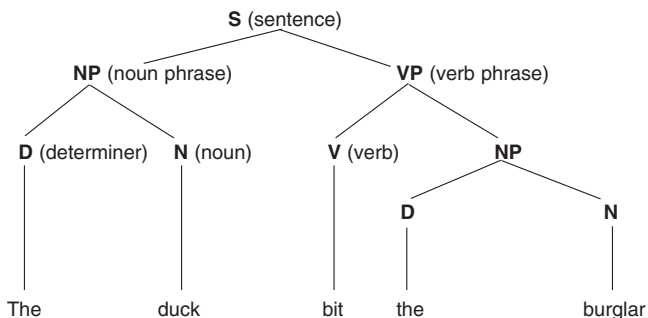 S (sentence)
NP (noun phrase) VP (verb phrase)
D (determiner) N (noun) V (verb) NP
D N
The duck bit the burglar